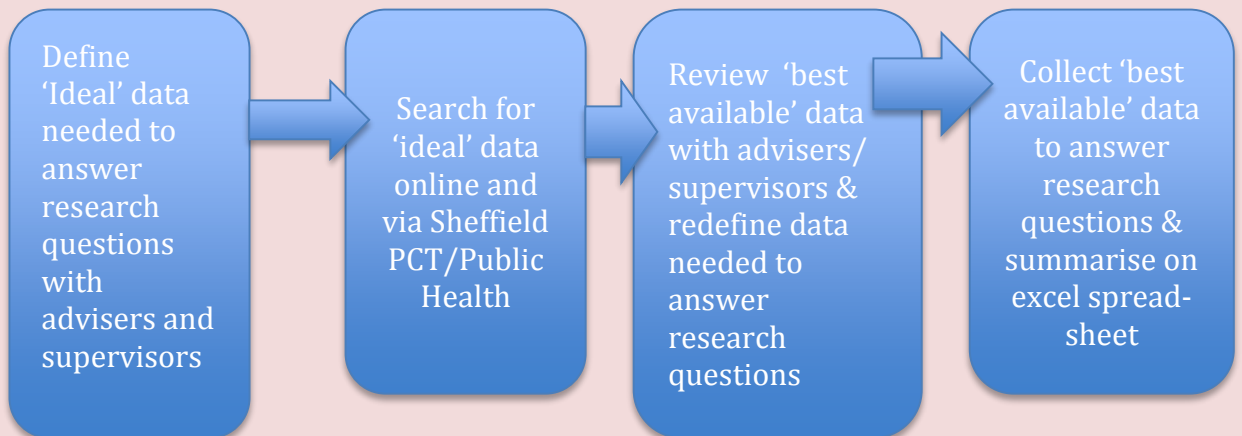 Define
‘Ideal’ data
needed to
answer
research
questions
with
advisers and
supervisors
Search for
‘ideal’ data
online and
via Sheffield
PCT/Public
Health
Review ‘best
available’ data
with advisers/
supervisors &
redefine data
needed to
answer
research
questions
Collect ‘best
available’ data
to answer
research
questions &
summarise on
excel spread-
sheet